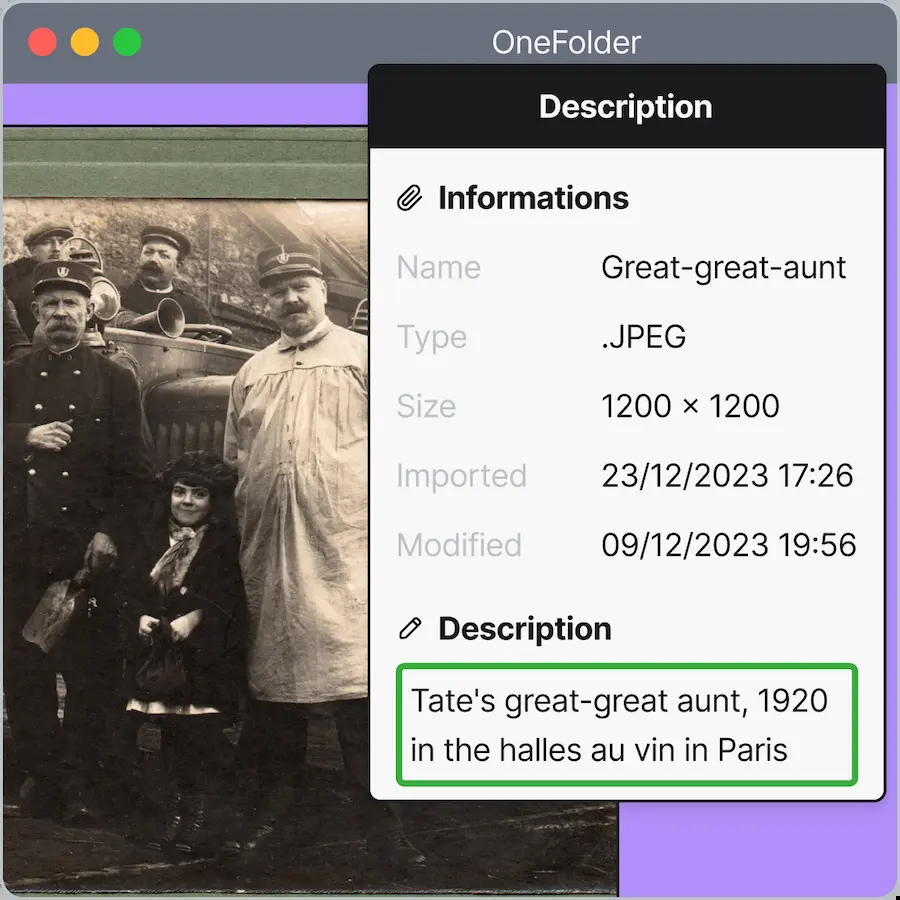 OneFolder
Description
Informations
Name Great-great-aunt
Type .JPEG
Size 1200 × 1200
Imported 23/12/2023 17:26
Modified 09/12/2023 19:56
Description
Tate's great-great aunt, 1920
in the halles au vin in Paris